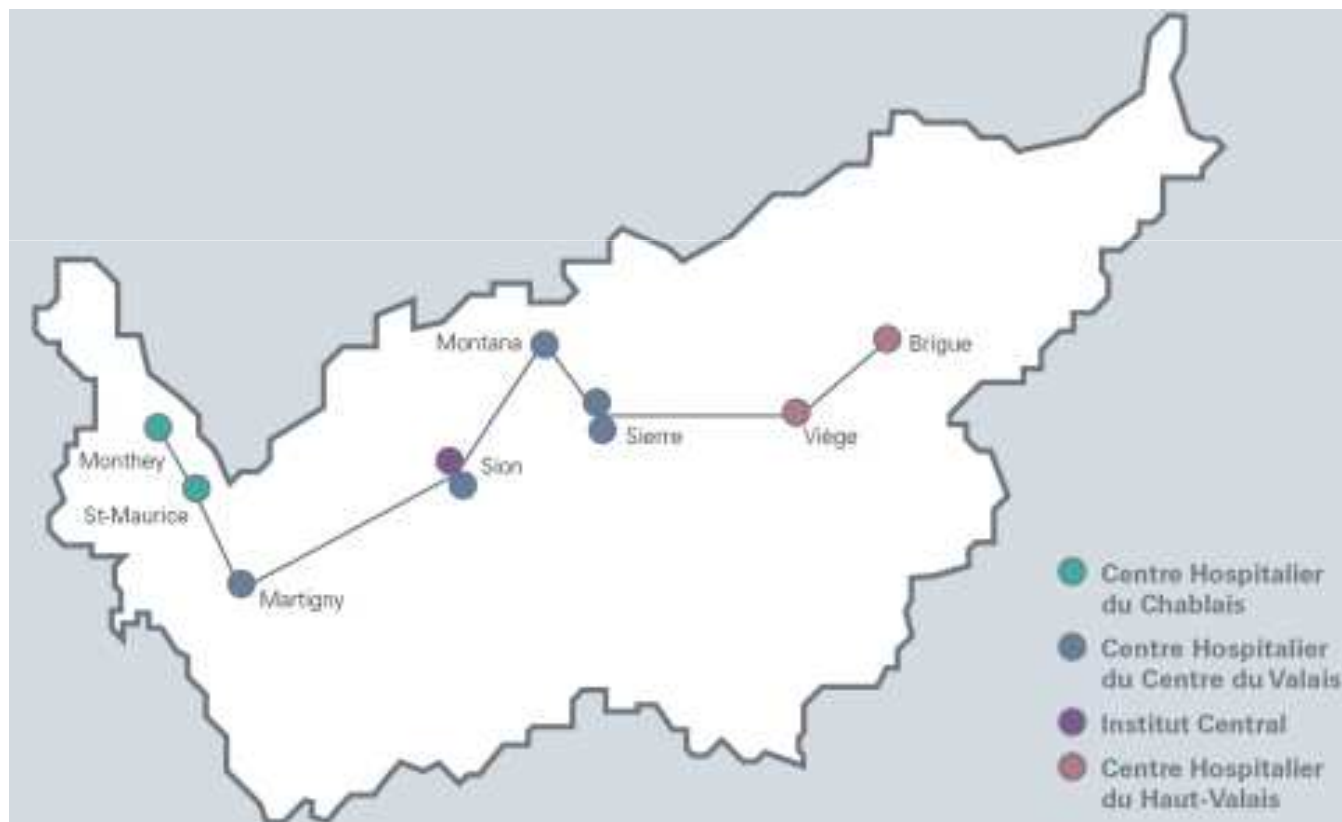 Montana
Brigue
Sierre
Viège
Monthey
Sion
St-Maurice
Martigny
Centre Hospitalier
du Chablais
Centre Hospitalier
du Centre du Valais
Institut Central
Centre Hospitalier
du Haut-Valais